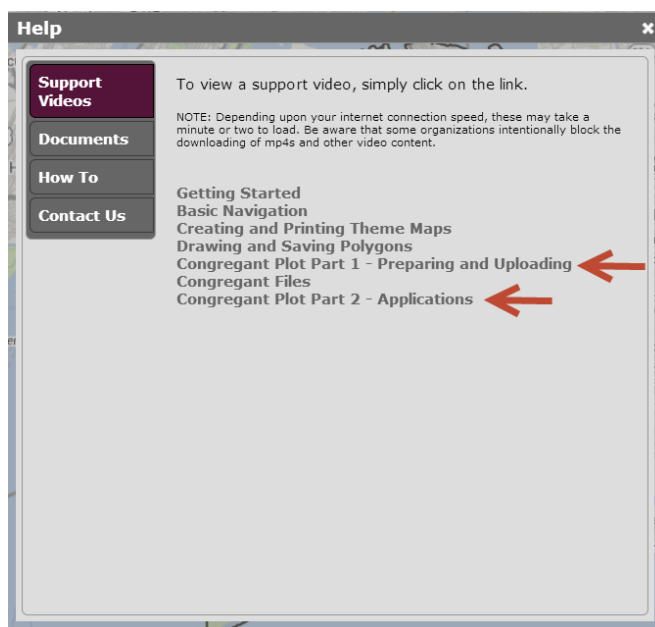 Help
Support
Videos
Documents
How To
Contact Us
To view a support video, simply click on the link.
NOTE: Depending upon your internet connection speed, these may take a
minute or two to load. Be aware that some organizations intentionally block the
downloading of mp4s and other video content.
Getting Started
Basic Navigation
Creating and Printing Theme Maps
Drawing and Saving Polygons
Congregant Plot Part 1 - Preparing and Uploading
Congregant Files
Congregant Plot Part 2 - Applications